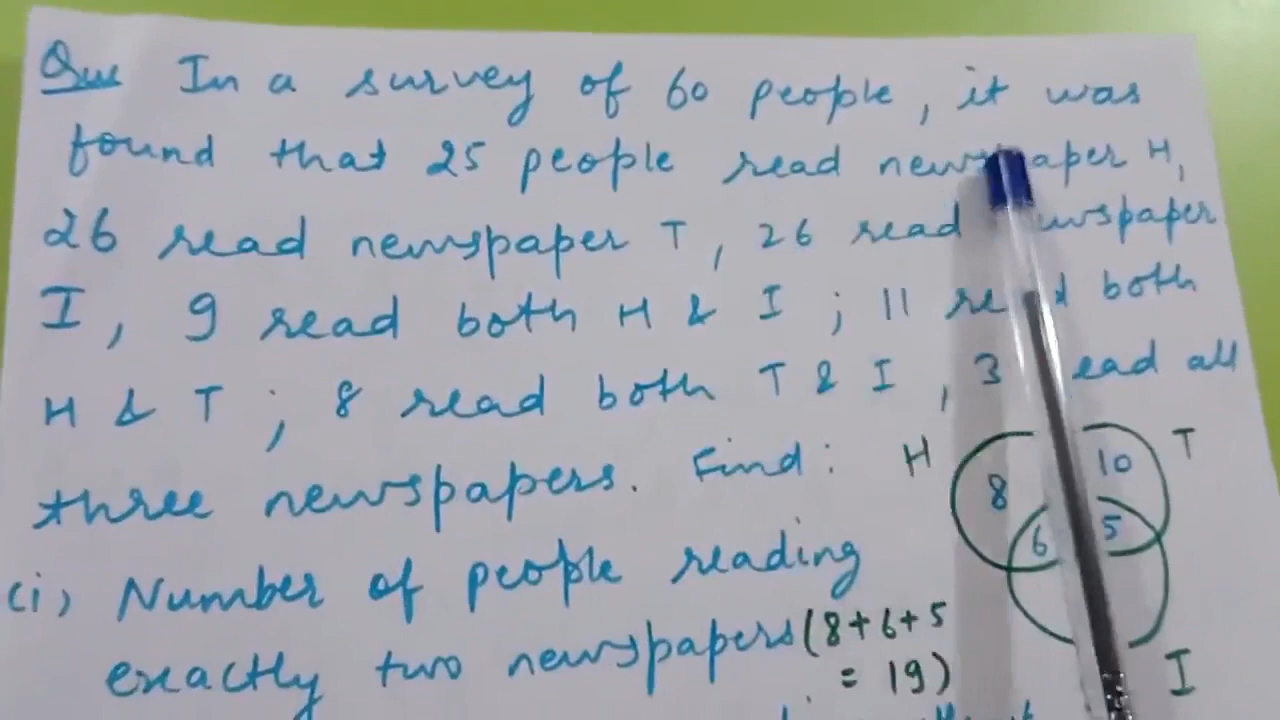 Que In a survey of 60 people, it was
found that 25 people read newspaper H,
26 read newspaper T, 26 read newspaper
I, 9 read both H & I ; 11 read both
H & T ; 8 read both T & I , 3 read all
three newspapers. Find :
H T
8 10
6 5
I
(i) Number of people reading
exactly two newspapers (8+6+5
= 19)